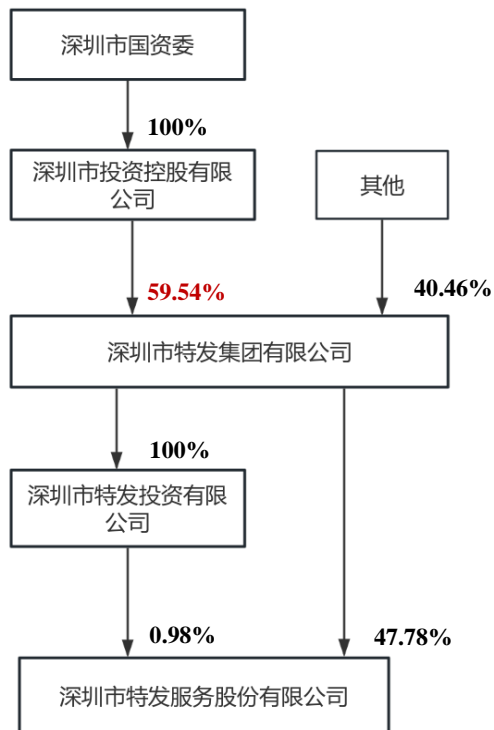 深圳市国资委
100%
深圳市投资控股有限
公司
其他
59.54%
40.46%
深圳市特发集团有限公司
100%
深圳市特发投资有限
公司
0.98%
47.78%
深圳市特发服务股份有限公司